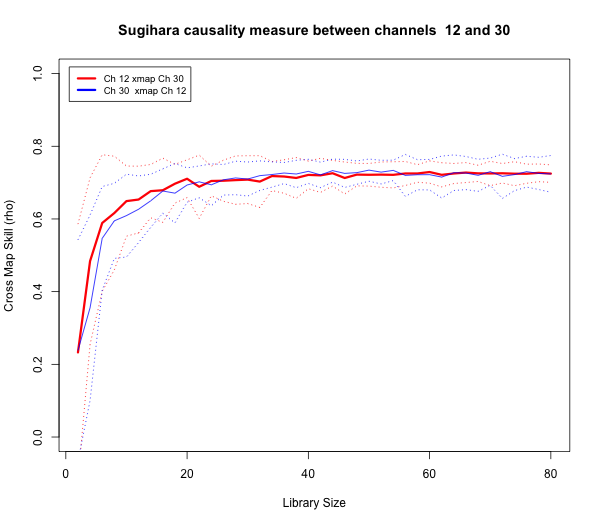 Sugihara causality measure between channels  12 and 30
Ch 12 xmap Ch 30
Ch 30  xmap Ch 12
Cross Map Skill (rho)
1.0
0.8
0.6
0.4
0.2
0.0
0 20 40 60 80
Library Size